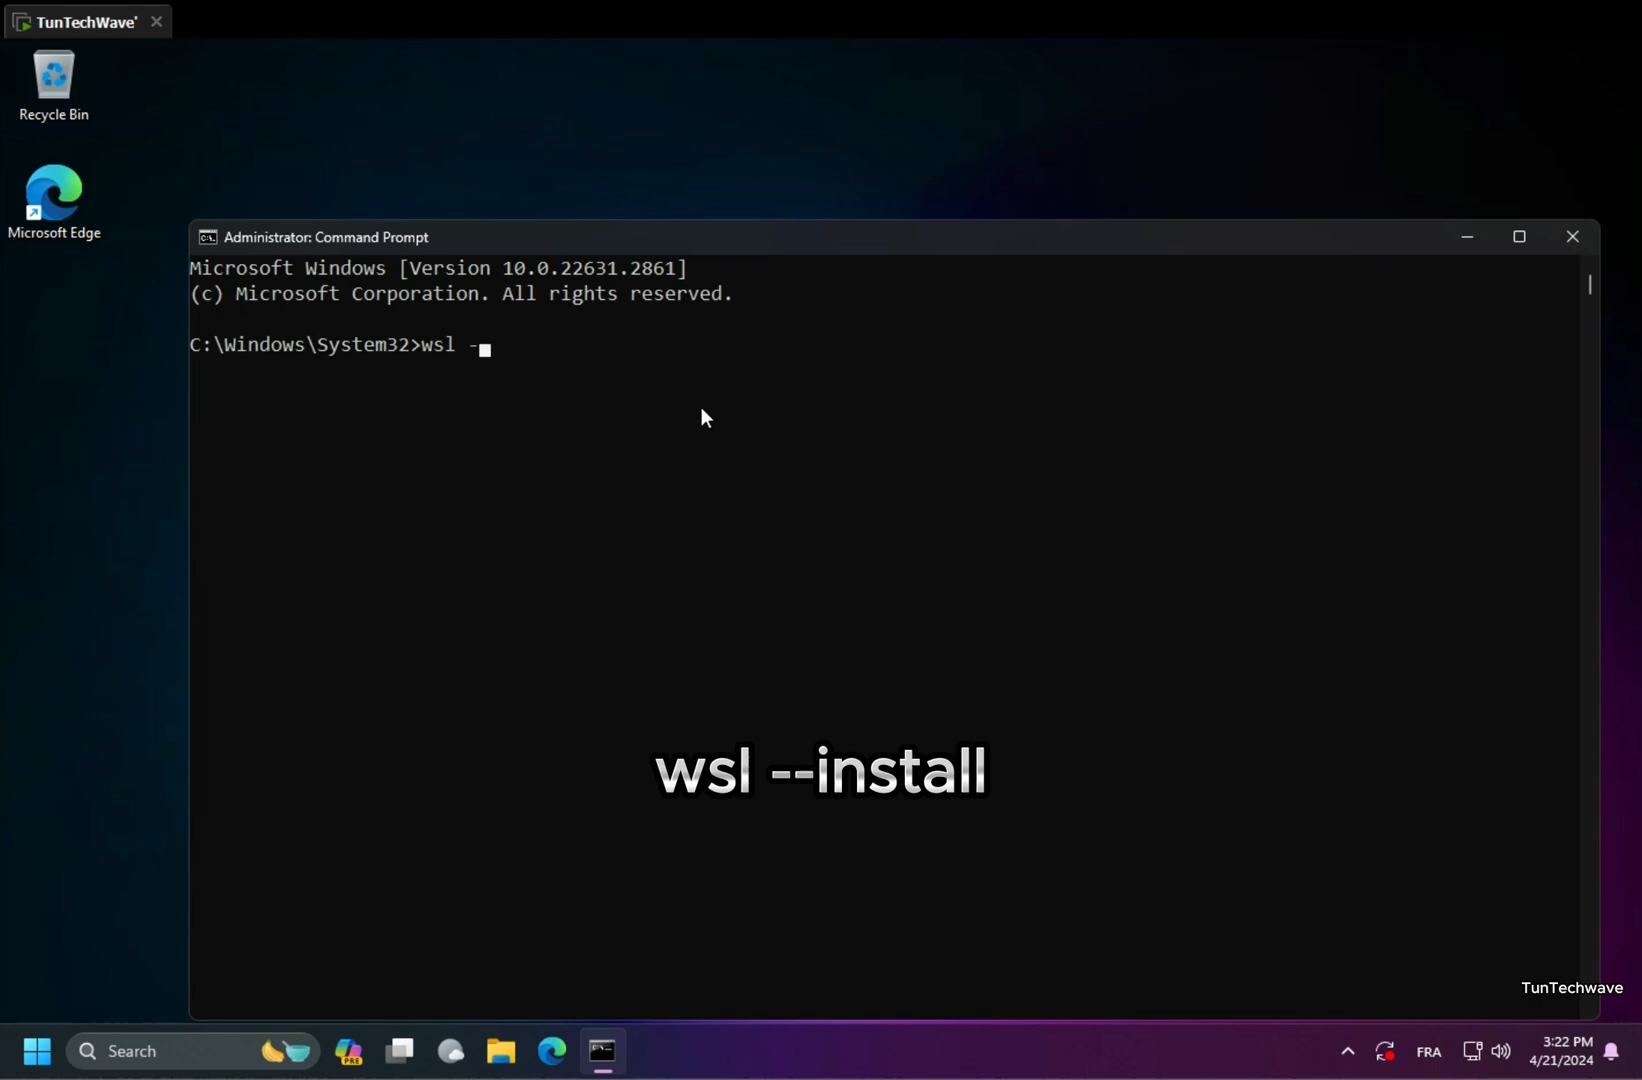 TunTechWave'
Recycle Bin
Microsoft Edge
Administrator: Command Prompt
Microsoft Windows [Version 10.0.22631.2861]
(c) Microsoft Corporation. All rights reserved.
C:\Windows\System32>wsl -
wsl --install
TunTechwave
Search
PRE
FRA
3:22 PM
4/21/2024